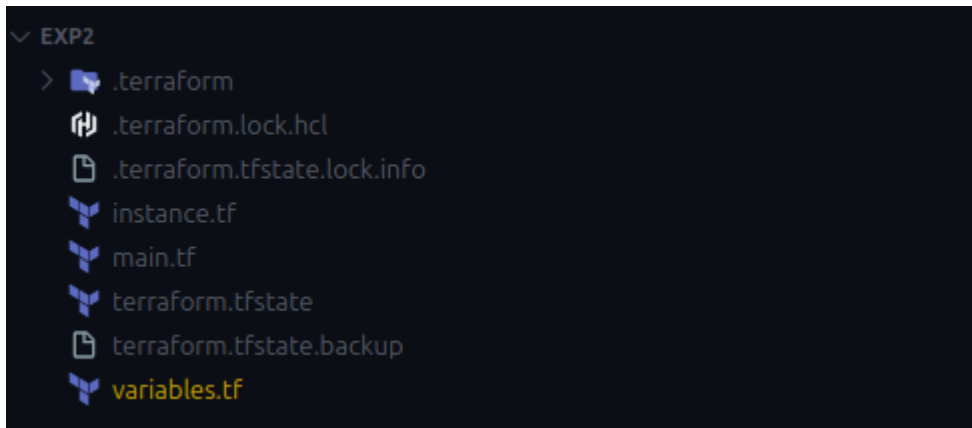 EXP2
.terraform
.terraform.lock.hcl
.terraform.tfstate.lock.info
instance.tf
main.tf
terraform.tfstate
terraform.tfstate.backup
variables.tf